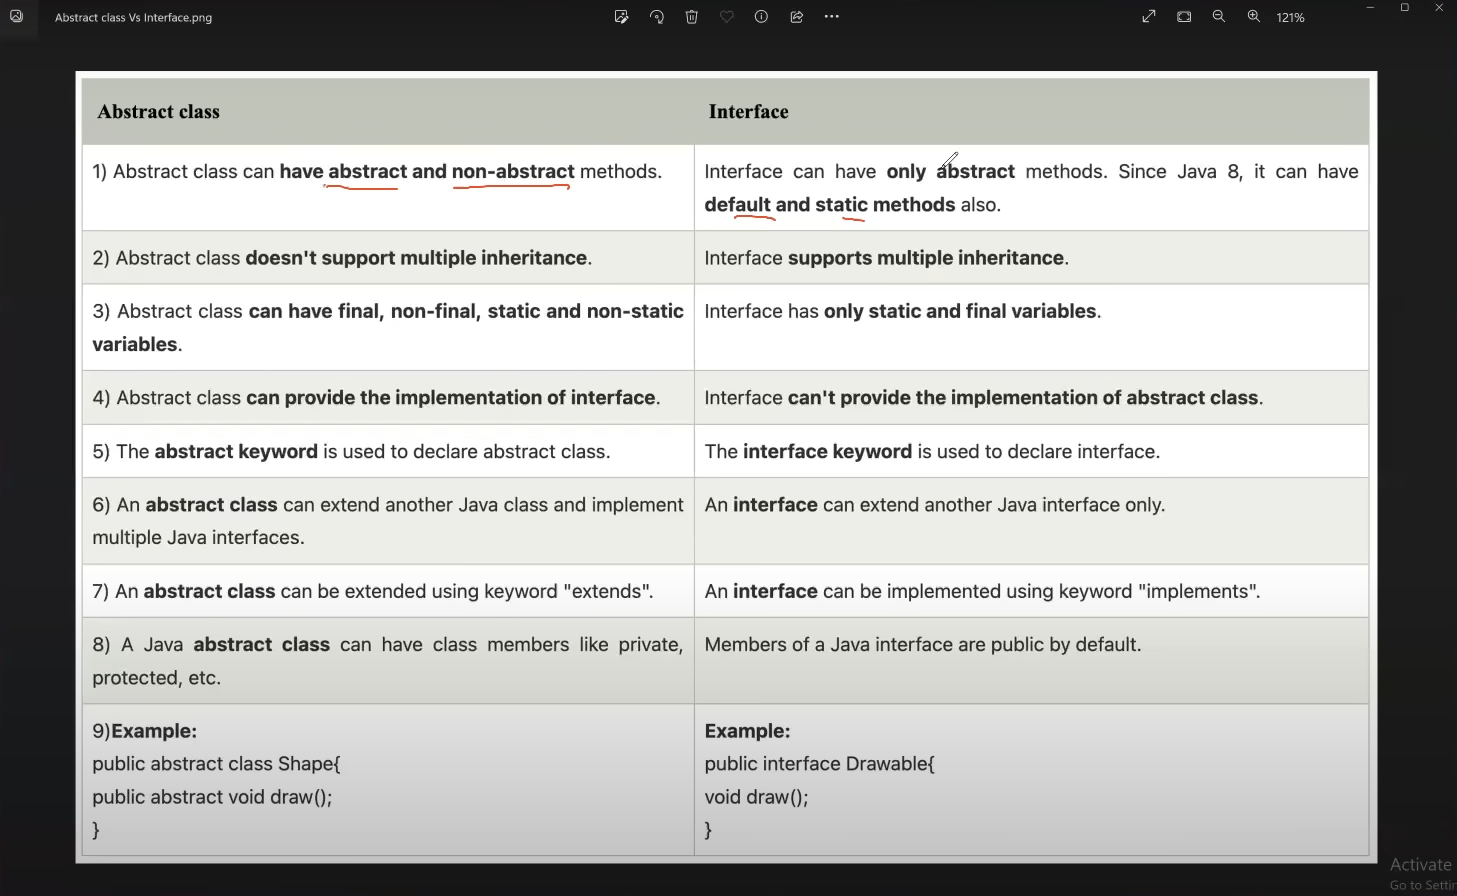 Abstract class Vs Interface.png
121%
Abstract class
Interface
1) Abstract class can have abstract and non-abstract methods.
Interface can have only abstract methods. Since Java 8, it can have
default and static methods also.
2) Abstract class doesn't support multiple inheritance.
Interface supports multiple inheritance.
3) Abstract class can have final, non-final, static and non-static
variables.
Interface has only static and final variables.
4) Abstract class can provide the implementation of interface.
Interface can't provide the implementation of abstract class.
5) The abstract keyword is used to declare abstract class.
The interface keyword is used to declare interface.
6) An abstract class can extend another Java class and implement
multiple Java interfaces.
An interface can extend another Java interface only.
7) An abstract class can be extended using keyword "extends".
An interface can be implemented using keyword "implements".
8) A Java abstract class can have class members like private,
protected, etc.
Members of a Java interface are public by default.
9)Example:
public abstract class Shape{
public abstract void draw();
}
Example:
public interface Drawable{
void draw();
}
Activate
Go to Settin